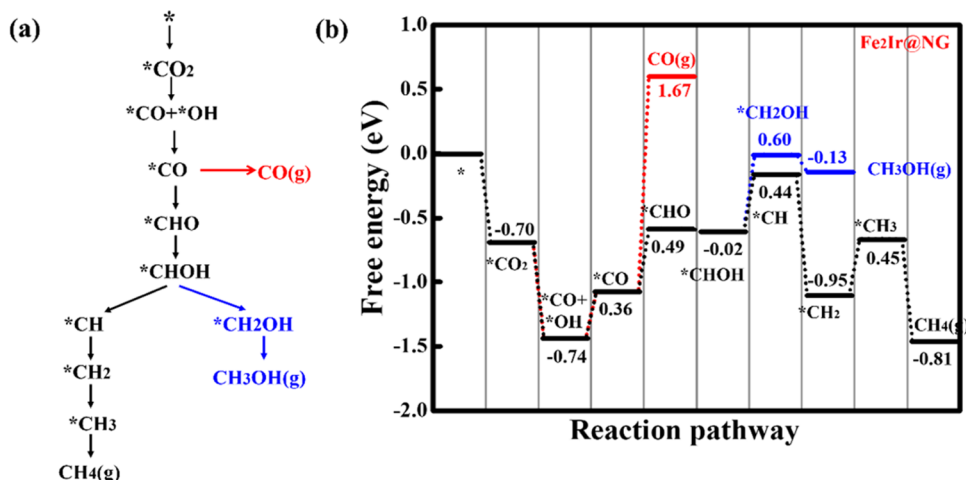 (a)
*
*CO2
*CO+*OH
*CO
CO(g)
*CHO
*CHOH
*CH
*CH2OH
*CH2
CH3OH(g)
*CH3
CH4(g)
(b)
Free energy (eV)
1.0
0.5
0.0
-0.5
-1.0
-1.5
-2.0
Fe2Ir@NG
CO(g)
1.67
*
-0.70
*CO2
*CO+
*OH
-0.74
*CO
0.36
*CHO
0.49
-0.02
*CHOH
*CH2OH
0.60
0.44
*CH
-0.13
CH3OH(g)
-0.95
*CH2
*CH3
0.45
CH4(g)
-0.81
Reaction pathway